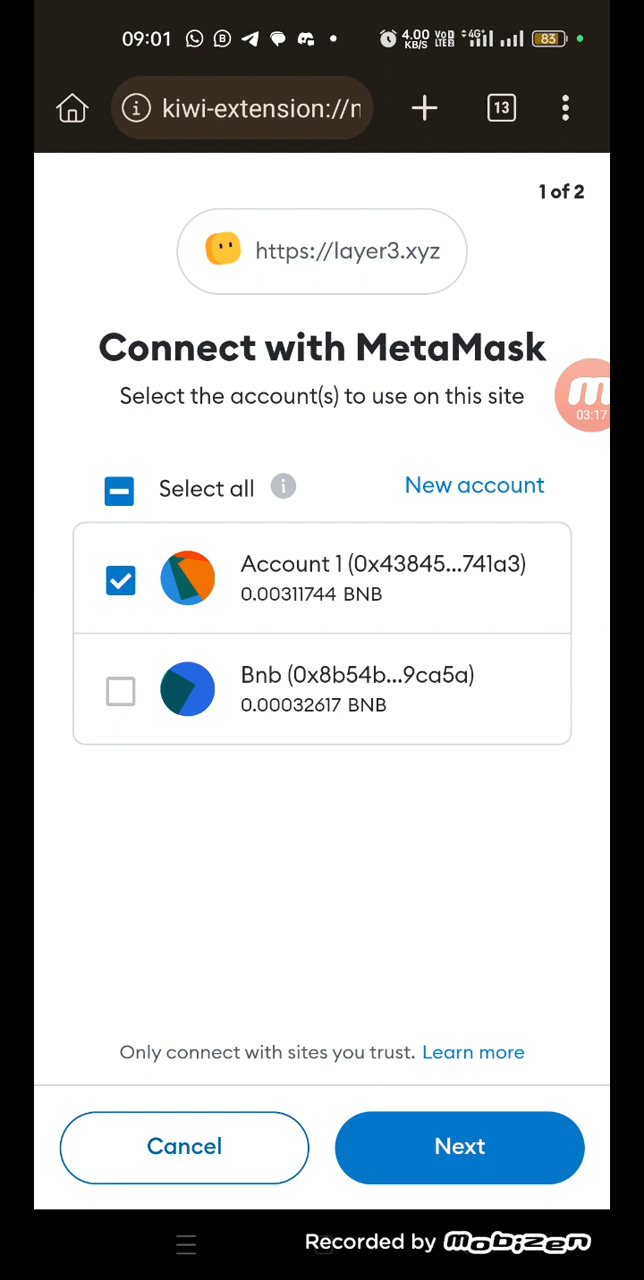 09:01
4.00 KB/S
VoD LTEB
4G
83
kiwi-extension://n
13
1 of 2
https://layer3.xyz
Connect with MetaMask
Select the account(s) to use on this site
03:17
Select all
New account
Account 1 (0x43845...741a3)
0.00311744 BNB
Bnb (0x8b54b...9ca5a)
0.00032617 BNB
Only connect with sites you trust. Learn more
Cancel
Next
Recorded by Mobizen